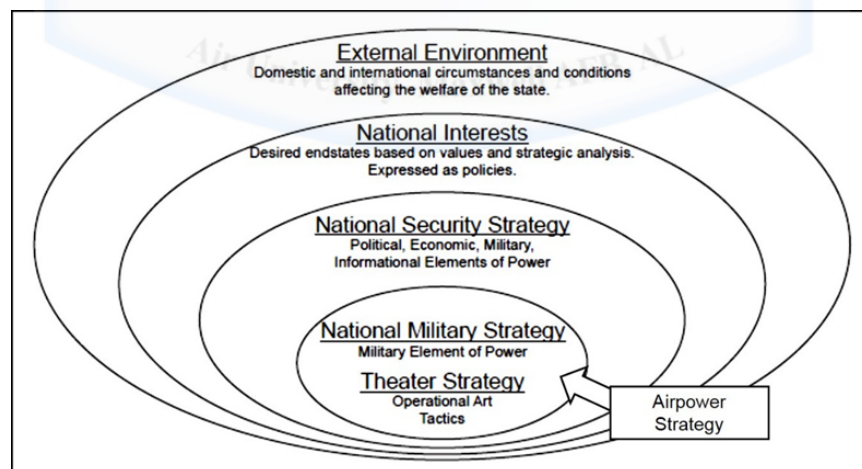 External Environment
Domestic and international circumstances and conditions
affecting the welfare of the state.
National Interests
Desired endstates based on values and strategic analysis.
Expressed as policies.
National Security Strategy
Political, Economic, Military,
Informational Elements of Power
National Military Strategy
Military Element of Power
Theater Strategy
Operational Art
Tactics
Airpower
Strategy